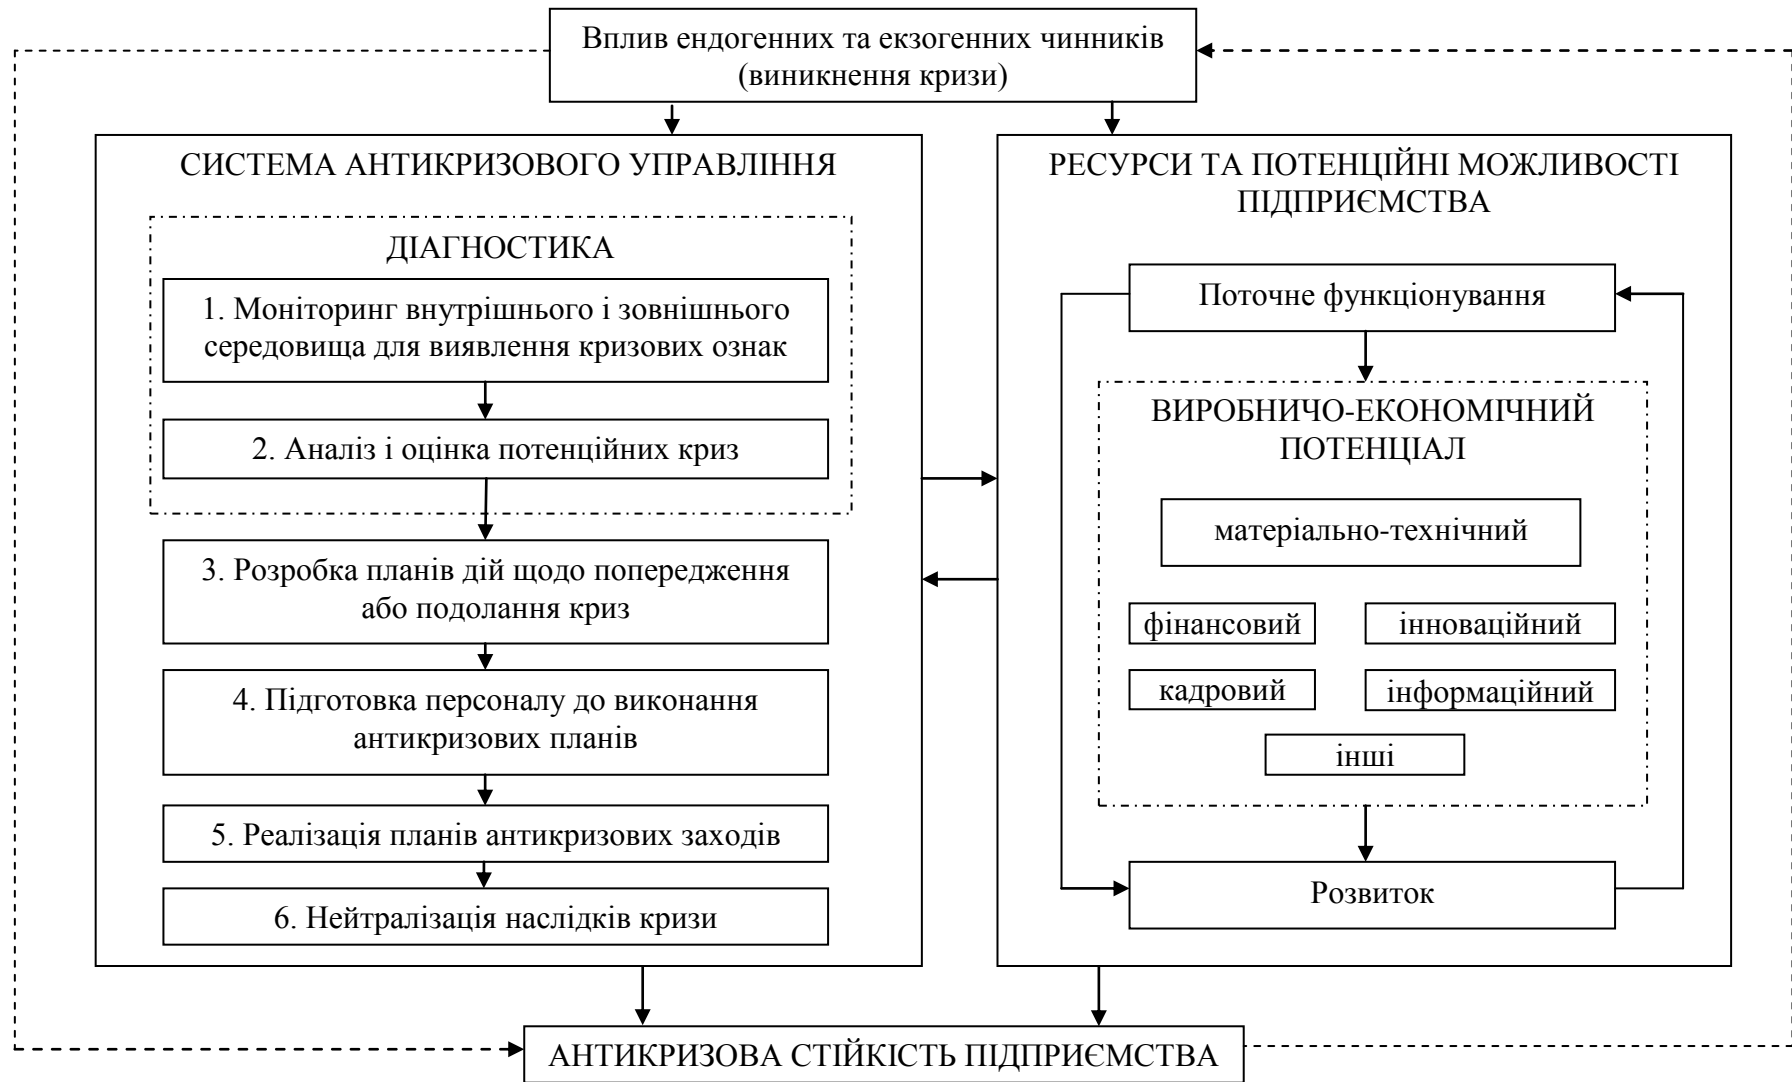 Вплив ендогенних та екзогенних чинників
(виникнення кризи)
СИСТЕМА АНТИКРИЗОВОГО УПРАВЛІННЯ
ДІАГНОСТИКА
1. Моніторинг внутрішнього і зовнішнього
середовища для виявлення кризових ознак
2. Аналіз і оцінка потенційних криз
3. Розробка планів дій щодо попередження
або подолання криз
4. Підготовка персоналу до виконання
антикризових планів
5. Реалізація планів антикризових заходів
6. Нейтралізація наслідків кризи
РЕСУРСИ ТА ПОТЕНЦІЙНІ МОЖЛИВОСТІ
ПІДПРИЄМСТВА
Поточне функціонування
ВИРОБНИЧО-ЕКОНОМІЧНИЙ
ПОТЕНЦІАЛ
матеріально-технічний
фінансовий
інноваційний
кадровий
інформаційний
інші
Розвиток
АНТИКРИЗОВА СТІЙКІСТЬ ПІДПРИЄМСТВА